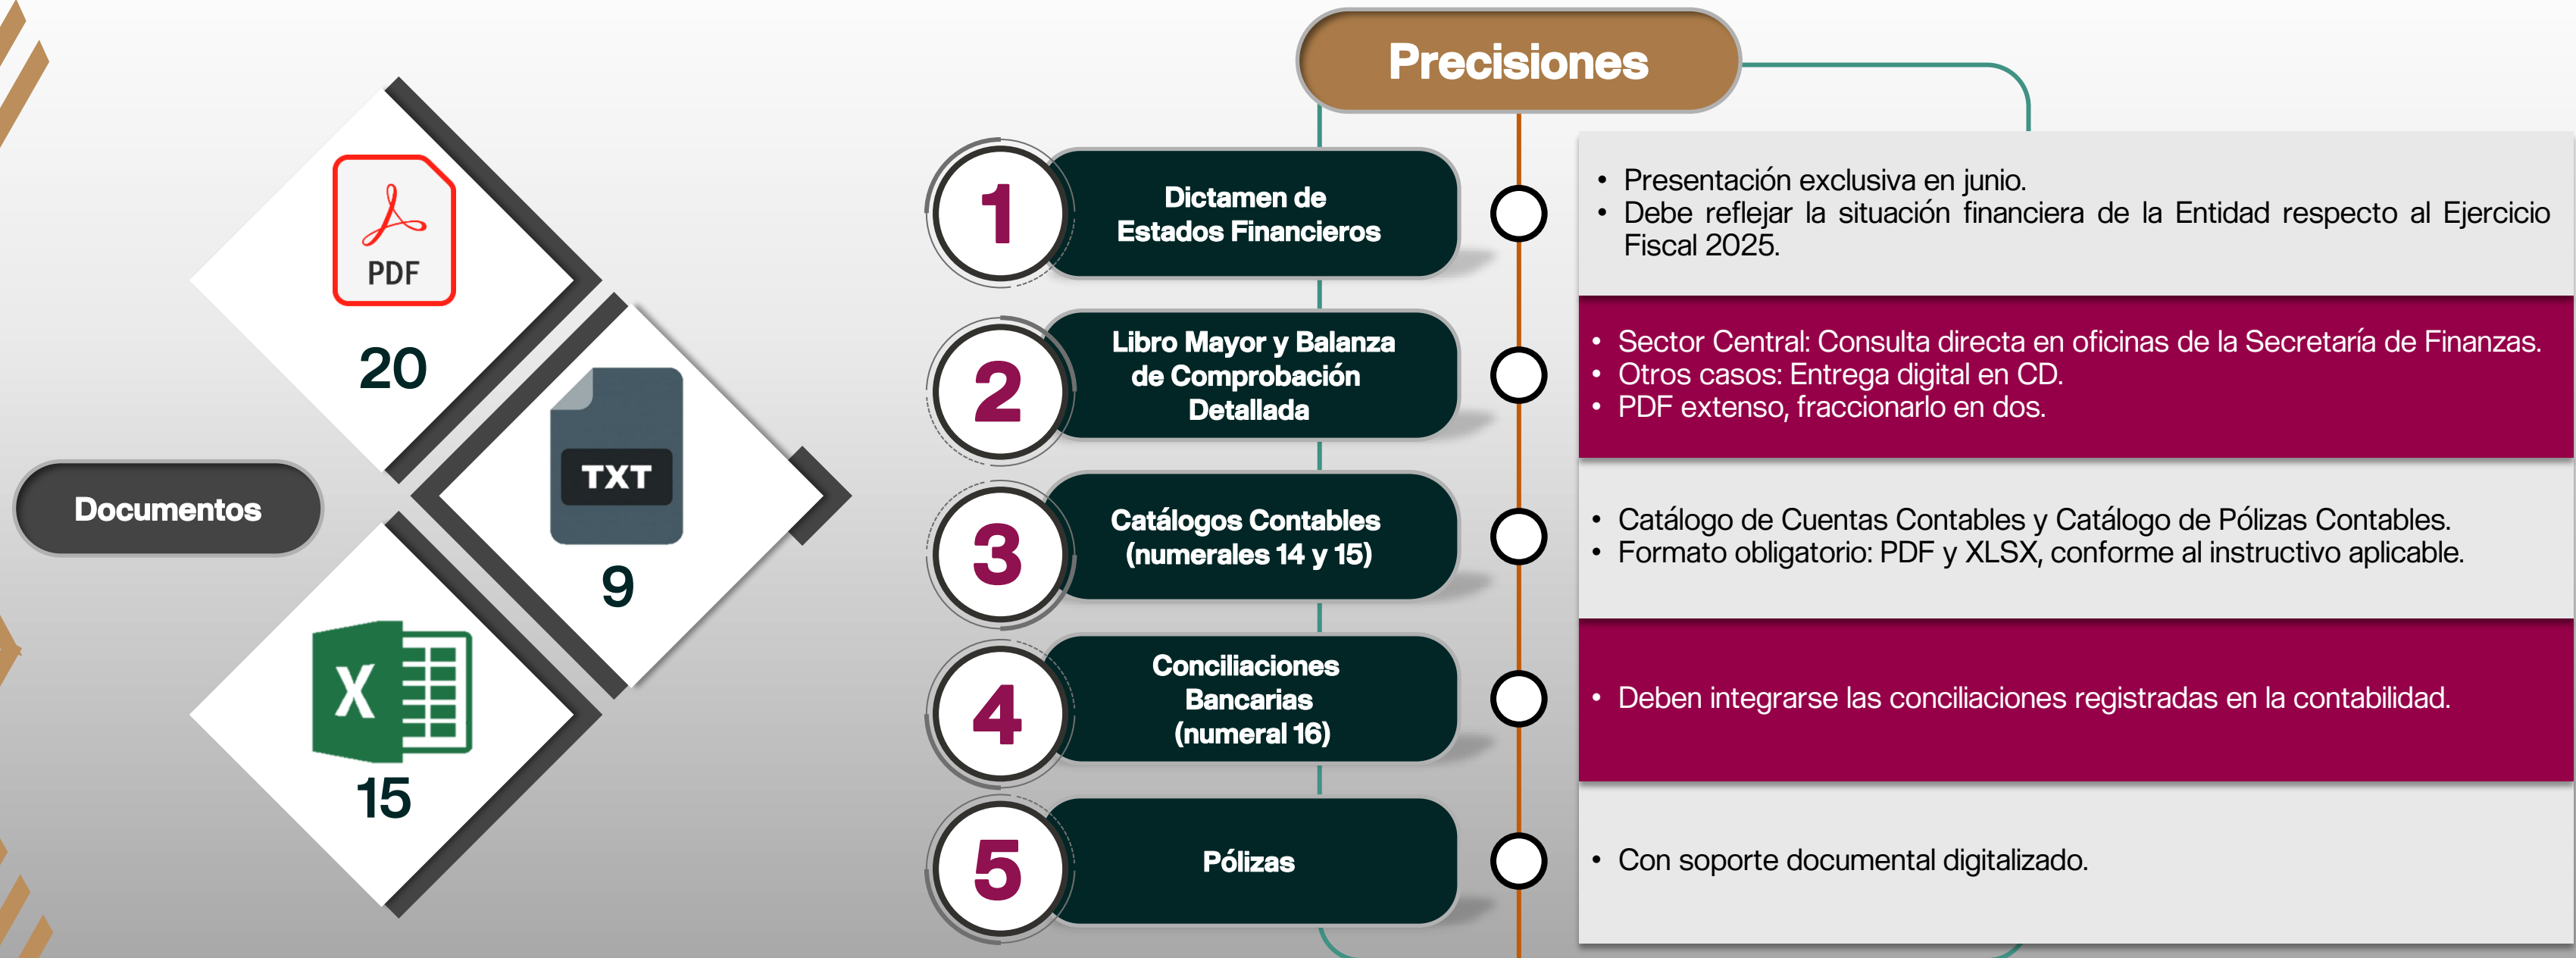 Documentos
PDF
20
TXT
9
X
15
Precisiones
1
Dictamen de
Estados Financieros
• Presentación exclusiva en junio.
• Debe reflejar la situación financiera de la Entidad respecto al Ejercicio
Fiscal 2025.
2
Libro Mayor y Balanza
de Comprobación
Detallada
• Sector Central: Consulta directa en oficinas de la Secretaría de Finanzas.
• Otros casos: Entrega digital en CD.
• PDF extenso, fraccionarlo en dos.
3
Catálogos Contables
(numerales 14 y 15)
• Catálogo de Cuentas Contables y Catálogo de Pólizas Contables.
• Formato obligatorio: PDF y XLSX, conforme al instructivo aplicable.
4
Conciliaciones
Bancarias
(numeral 16)
• Deben integrarse las conciliaciones registradas en la contabilidad.
5
Pólizas
• Con soporte documental digitalizado.